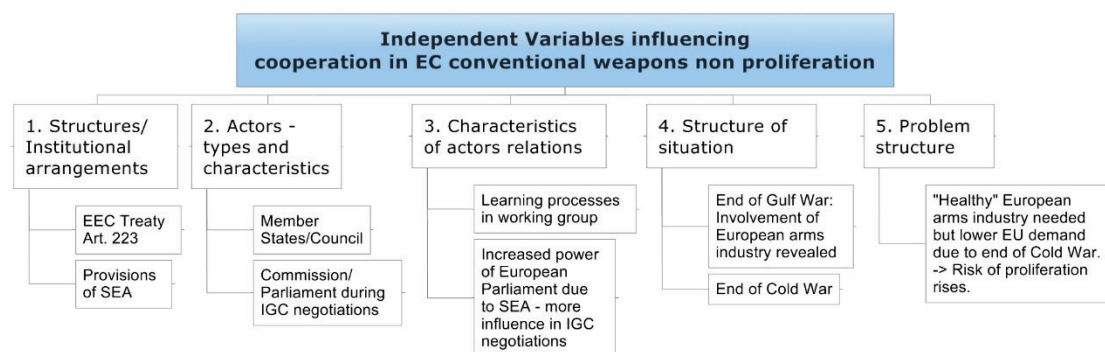 Independent Variables influencing
cooperation in EC conventional weapons non proliferation
1. Structures/
Institutional
arrangements
EEC Treaty
Art. 223
Provisions
of SEA
2. Actors -
types and
characteristics
Member
States/Council
Commission/
Parliament during
IGC negotiations
3. Characteristics
of actors relations
Learning processes
in working group
Increased power
of European
Parliament due
to SEA - more
influence in IGC
negotiations
4. Structure of
situation
End of Gulf War:
Involvement of
European arms
industry revealed
End of Cold War
5. Problem
structure
"Healthy" European
arms industry needed
but lower EU demand
due to end of Cold War.
-> Risk of proliferation
rises.